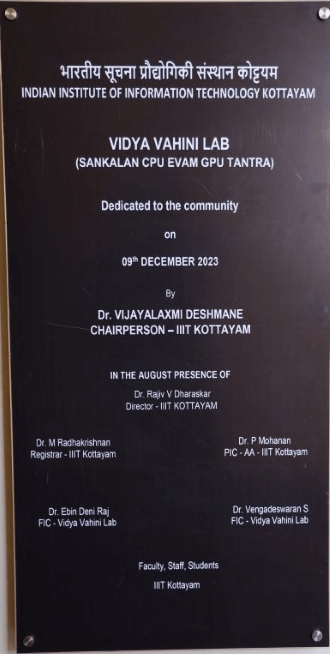 भारतीय सूचना प्रौद्योगिकी संस्थान कोट्टयम
INDIAN INSTITUTE OF INFORMATION TECHNOLOGY KOTTAYAM
VIDYA VAHINI LAB
(SANKALAN CPU EVAM GPU TANTRA)
Dedicated to the community
on
09th DECEMBER 2023
By
Dr. VIJAYALAXMI DESHMANE
CHAIRPERSON – IIIT KOTTAYAM
IN THE AUGUST PRESENCE OF
Dr. Rajiv V Dharaskar
Director - IIIT KOTTAYAM
Dr. M Radhakrishnan
Registrar - IIIT Kottayam
Dr. P Mohanan
PIC - AA - IIIT Kottayam
Dr. Ebin Deni Raj
FIC - Vidya Vahini Lab
Dr. Vengadeswaran S
FIC - Vidya Vahini Lab
Faculty, Staff, Students
IIIT Kottayam